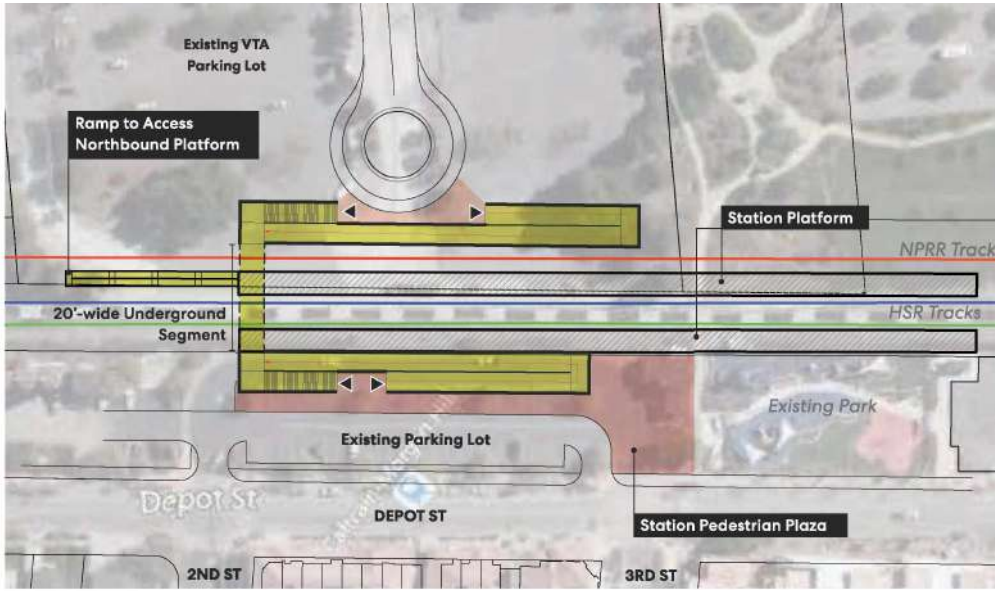 Existing VTA
Parking Lot
Ramp to Access
Northbound Platform
Station Platform
NPRR Track
20'-wide Underground
Segment
HSR Tracks
Existing Park
Existing Parking Lot
Depot St
DEPOT ST
Station Pedestrian Plaza
2ND ST
3RD ST